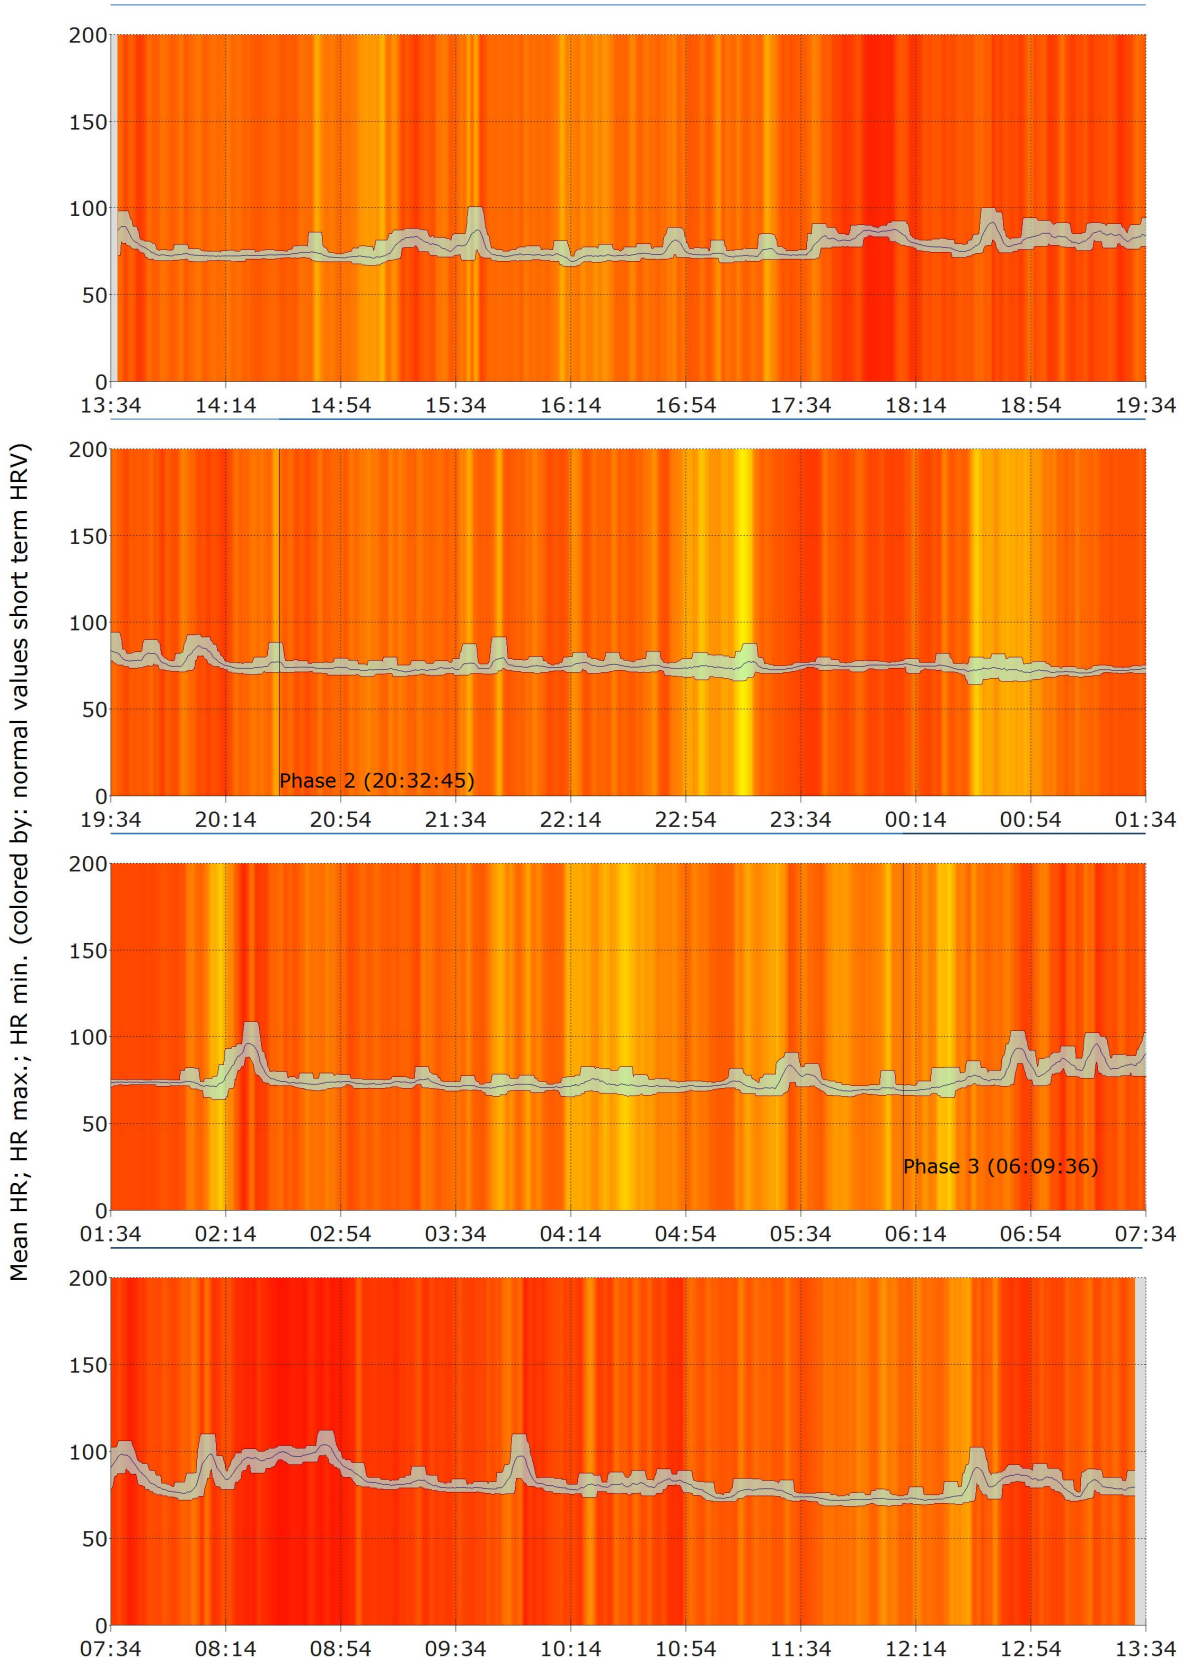 Mean HR; HR max.; HR min. (colored by: normal values short term HRV)
200
150
100
50
0
13:34 14:14 14:54 15:34 16:14 16:54 17:34 18:14 18:54 19:34
200
150
100
50
Phase 2 (20:32:45)
0
19:34 20:14 20:54 21:34 22:14 22:54 23:34 00:14 00:54 01:34
200
150
100
50
Phase 3 (06:09:36)
0
01:34 02:14 02:54 03:34 04:14 04:54 05:34 06:14 06:54 07:34
200
150
100
50
0
07:34 08:14 08:54 09:34 10:14 10:54 11:34 12:14 12:54 13:34